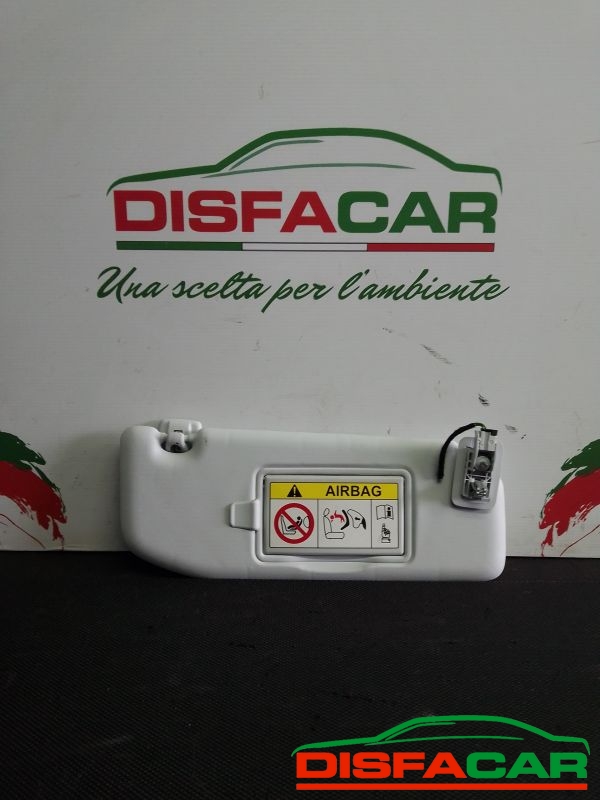 DISFACAR
Una scelta per l'ambiente
AIRBAG
DISFACAR